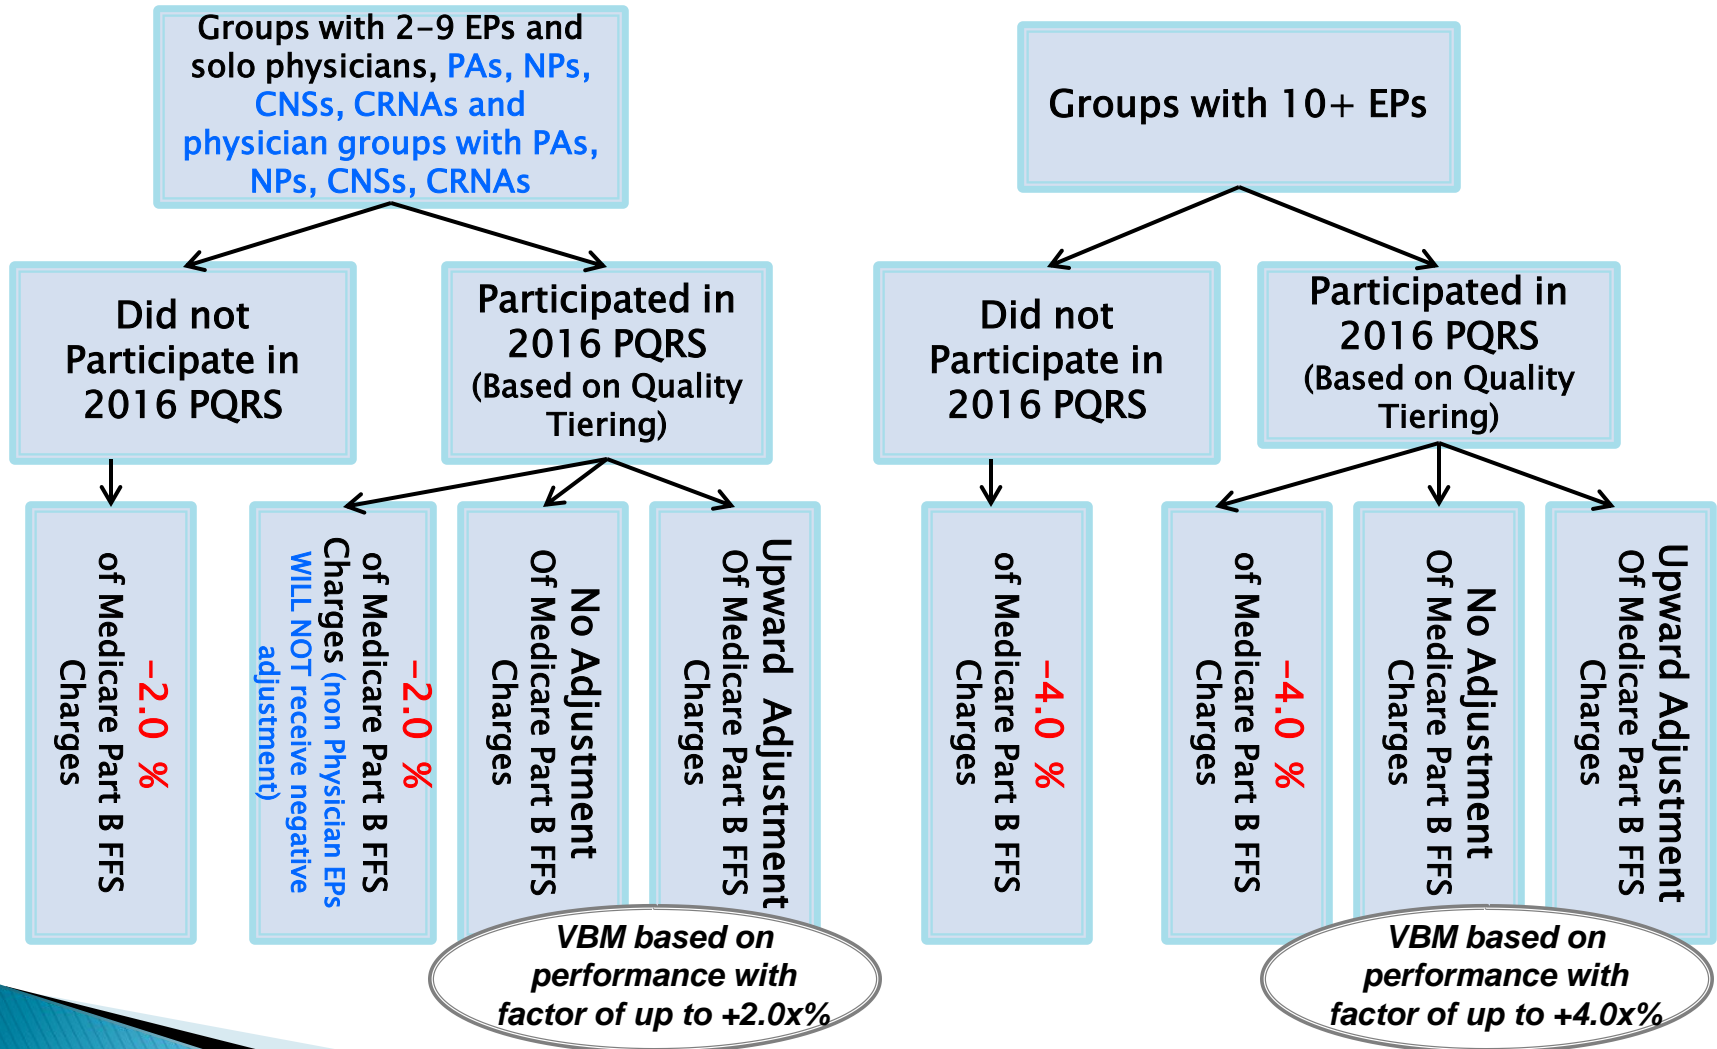 Groups with 2-9 EPs and
solo physicians, PAs, NPs,
CNSs, CRNAs and
physician groups with PAs,
NPs, CNSs, CRNAs
Groups with 10+ EPs
Did not
Participate in
2016 PQRS
Participated in
2016 PQRS
(Based on Quality
Tiering)
Did not
Participate in
2016 PQRS
Participated in
2016 PQRS
(Based on Quality
Tiering)
-2.0 %
of Medicare Part B FFS
Charges
-2.0 %
of Medicare Part B FFS
Charges (non Physician EPs
WILL NOT receive negative
adjustment)
No Adjustment
Of Medicare Part B FFS
Charges
Upward Adjustment
Of Medicare Part B FFS
Charges
-4.0 %
of Medicare Part B FFS
Charges
-4.0 %
of Medicare Part B FFS
Charges
No Adjustment
Of Medicare Part B FFS
Charges
Upward Adjustment
Of Medicare Part B FFS
Charges
VBM based on
performance with
factor of up to +2.0x%
VBM based on
performance with
factor of up to +4.0x%